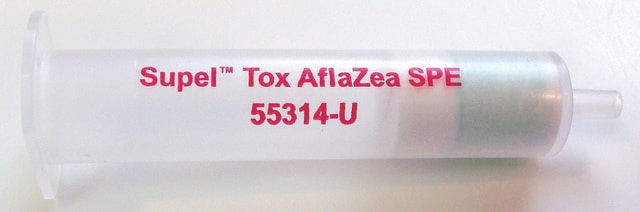 Supel™ Tox AflaZea SPE
55314-U